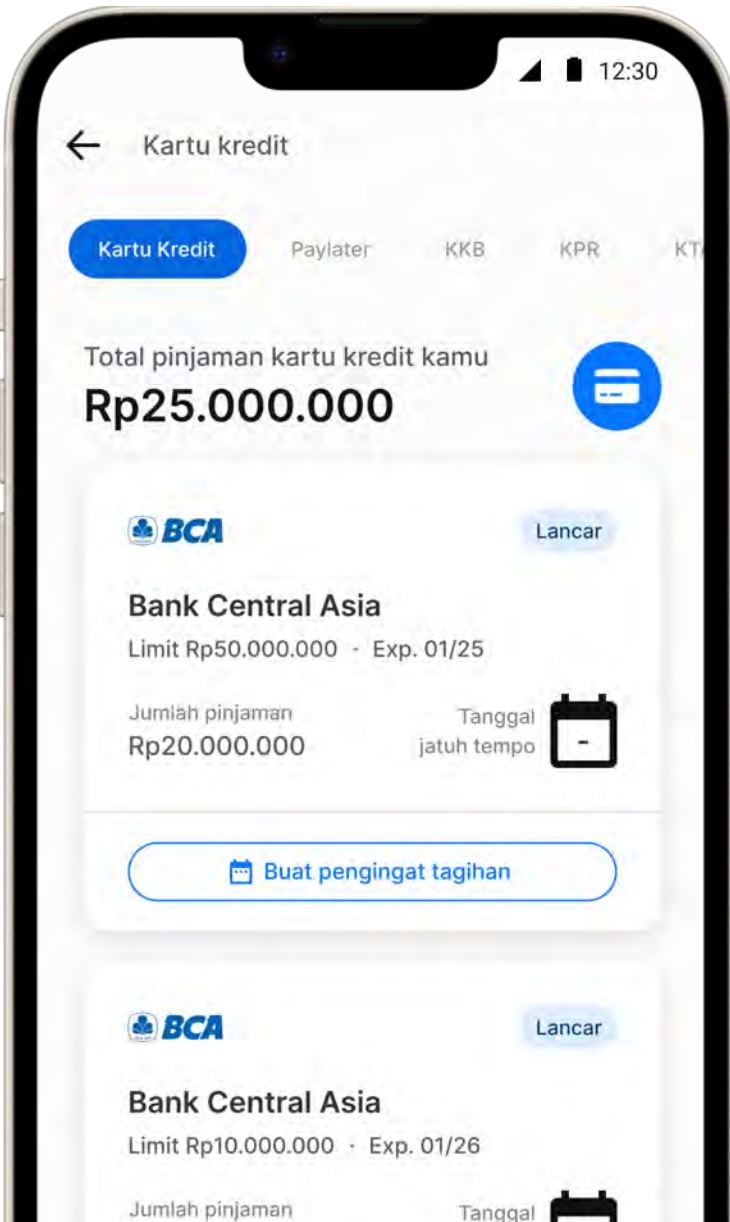 12:30
Kartu kredit
Kartu Kredit Paylater KKB KPR
Total pinjaman kartu kredit kamu
Rp25.000.000
BCA Lancar
Bank Central Asia
Limit Rp50.000.000 · Exp. 01/25
Jumlah pinjaman Tanggal
Rp20.000.000 jatuh tempo -
Buat pengingat tagihan
BCA Lancar
Bank Central Asia
Limit Rp10.000.000 · Exp. 01/26
Jumlah pinjaman Tanggal